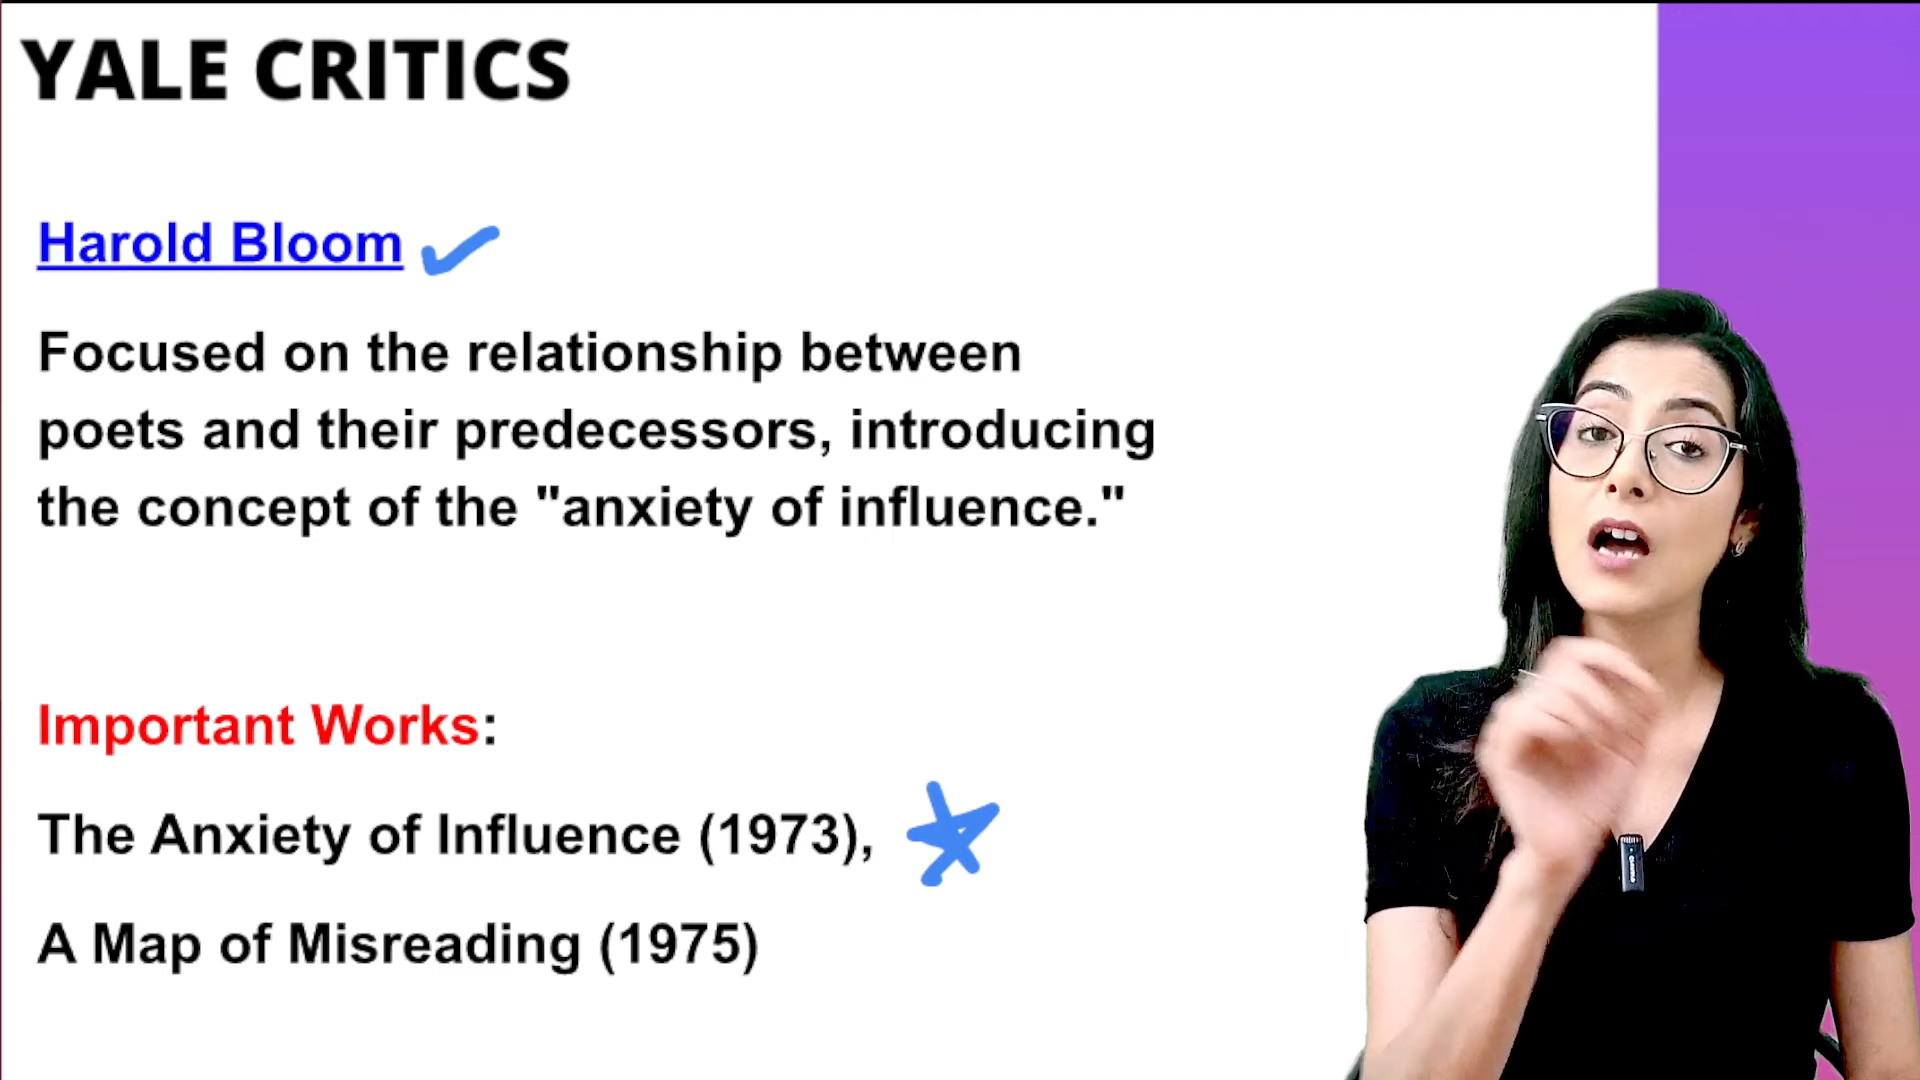 YALE CRITICS
Harold Bloom
Focused on the relationship between
poets and their predecessors, introducing
the concept of the "anxiety of influence."
Important Works:
The Anxiety of Influence (1973),
A Map of Misreading (1975)